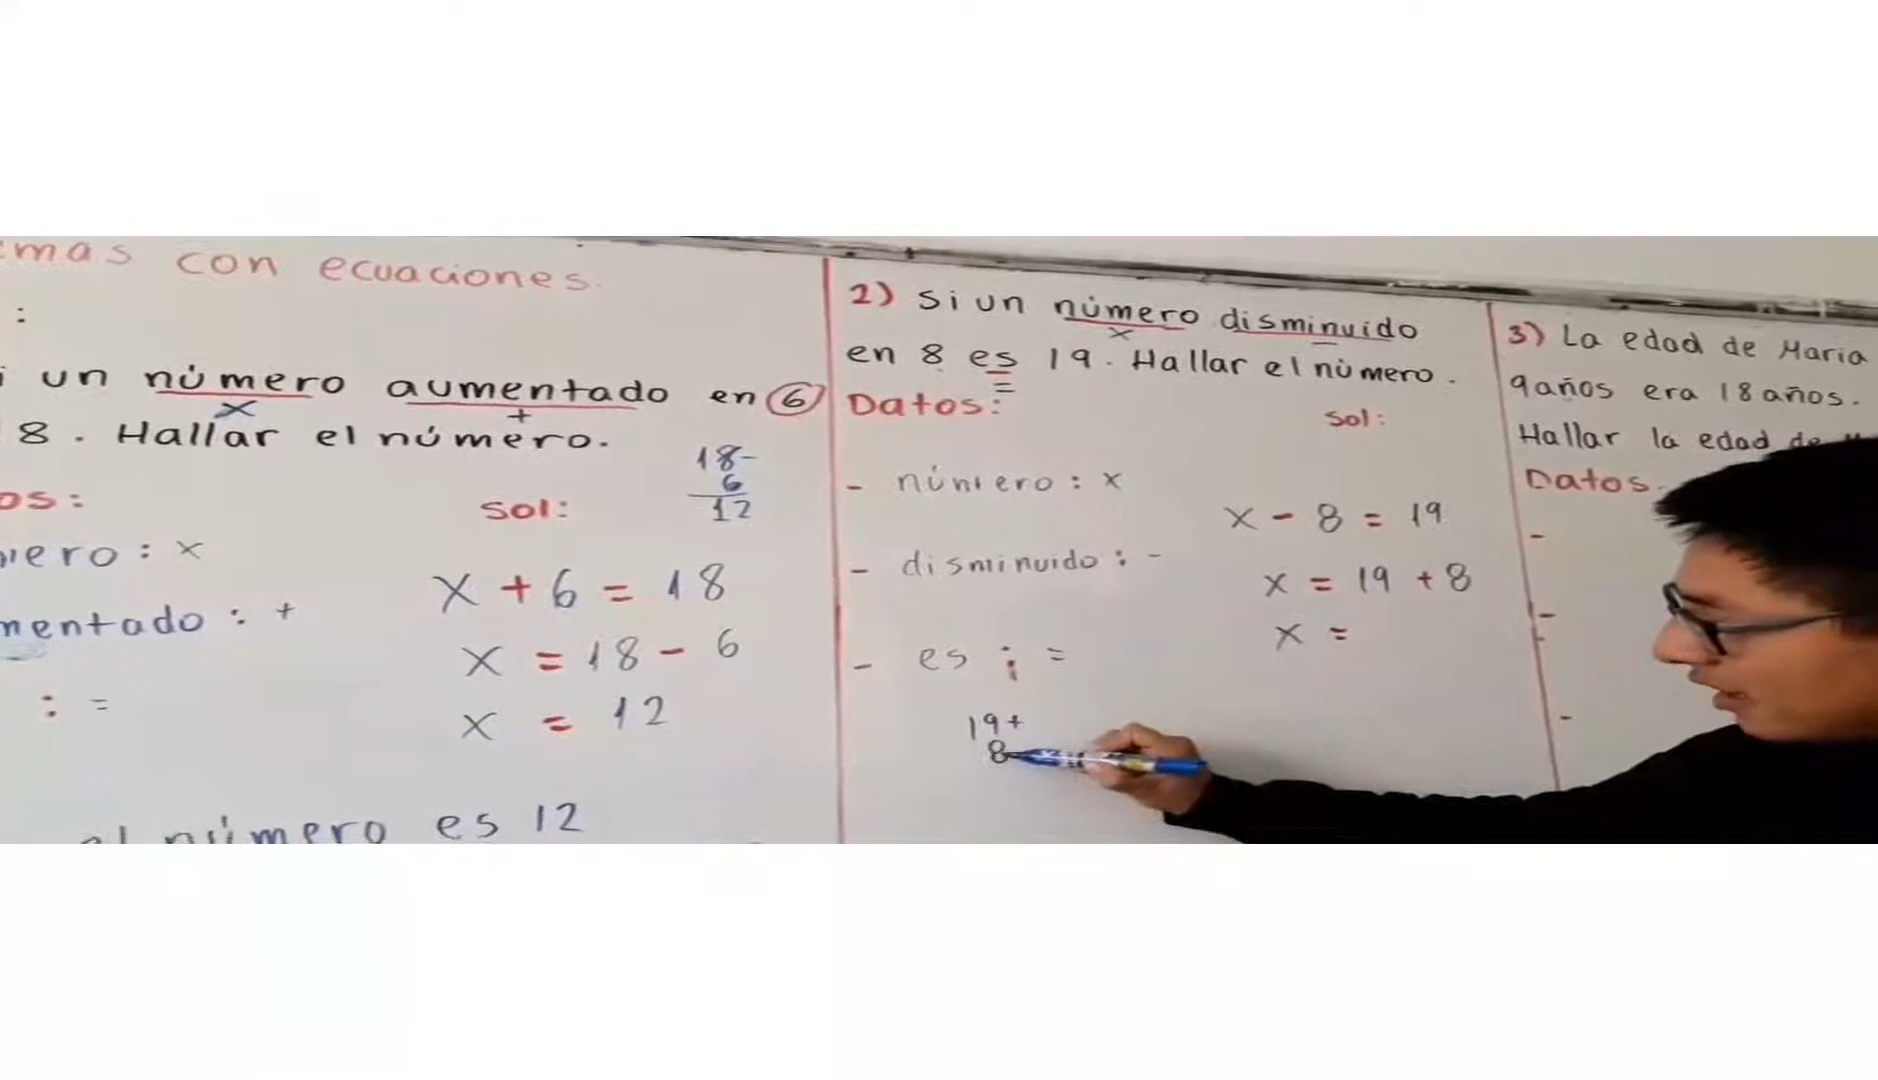 mas con ecuaciones.
:
un número aumentado en 6
x +
8. Hallar el número.
18-
6
12
os: Sol:
mero: x
x + 6 = 18
mentado: +
x = 18 - 6
: =
x = 12
el número es 12
2) Si un número disminuido
x -
en 8 es 19. Hallar el número.
=
Datos: Sol:
- número: x
x - 8 = 19
- disminuido: -
x = 19 + 8
x =
- es : =
19+
8
3) La edad de Maria
9años era 18 años.
Hallar la edad de
Datos.
-
-
-